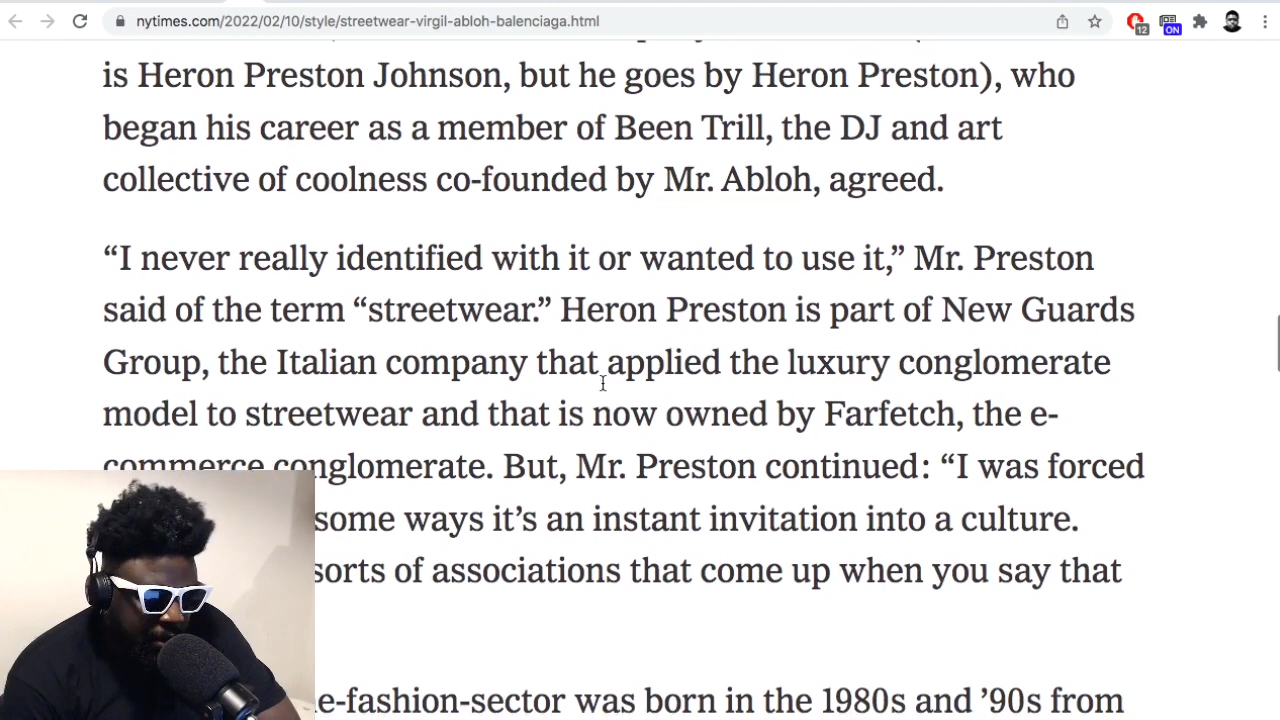 nytimes.com/2022/02/10/style/streetwear-virgil-abloh-balenciaga.html
12
ON
is Heron Preston Johnson, but he goes by Heron Preston), who
began his career as a member of Been Trill, the DJ and art
collective of coolness co-founded by Mr. Abloh, agreed.
“I never really identified with it or wanted to use it,” Mr. Preston
said of the term “streetwear.” Heron Preston is part of New Guards
Group, the Italian company that applied the luxury conglomerate
model to streetwear and that is now owned by Farfetch, the e-
commerce conglomerate. But, Mr. Preston continued: “I was forced
some ways it’s an instant invitation into a culture.
sorts of associations that come up when you say that
e-fashion-sector was born in the 1980s and ’90s from